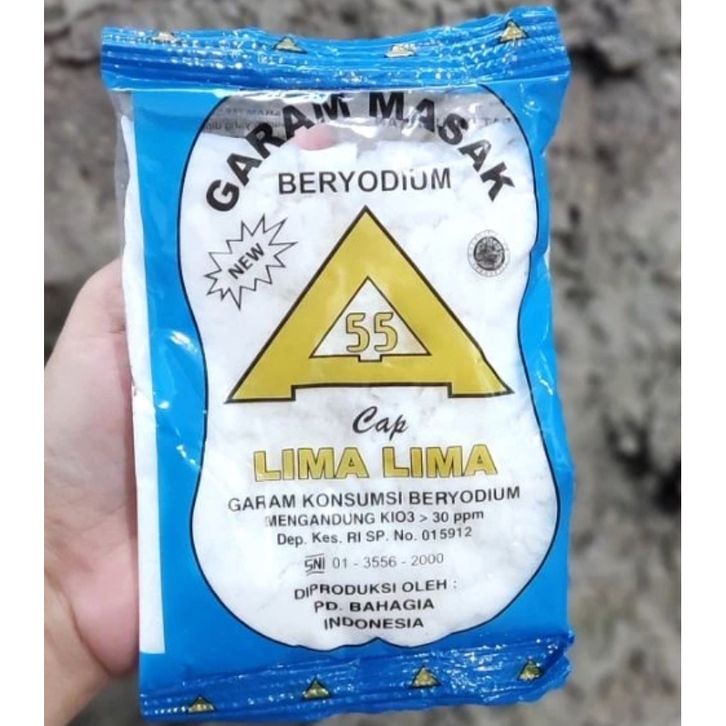 GARAM MASAK
BERYODIUM
NEW
55
Cap
LIMA LIMA
GARAM KONSUMSI BERYODIUM
MENGANDUNG KIO3 > 30 ppm
Dep. Kes. RI SP. No. 015912
SNI 01 - 3556 - 2000
DIPRODUKSI OLEH :
PD. BAHAGIA
INDONESIA